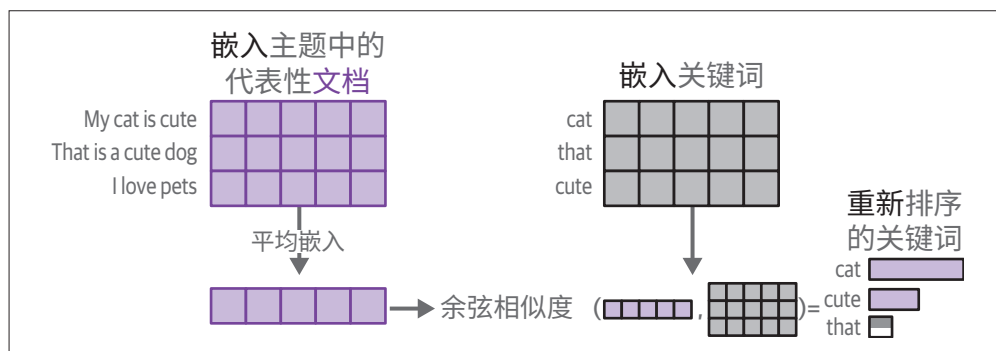 嵌入主题中的
代表性文档
My cat is cute
That is a cute dog
I love pets
平均嵌入
嵌入关键词
cat
that
cute
余弦相似度 ( , )=
重新排序
的关键词
cat
cute
that